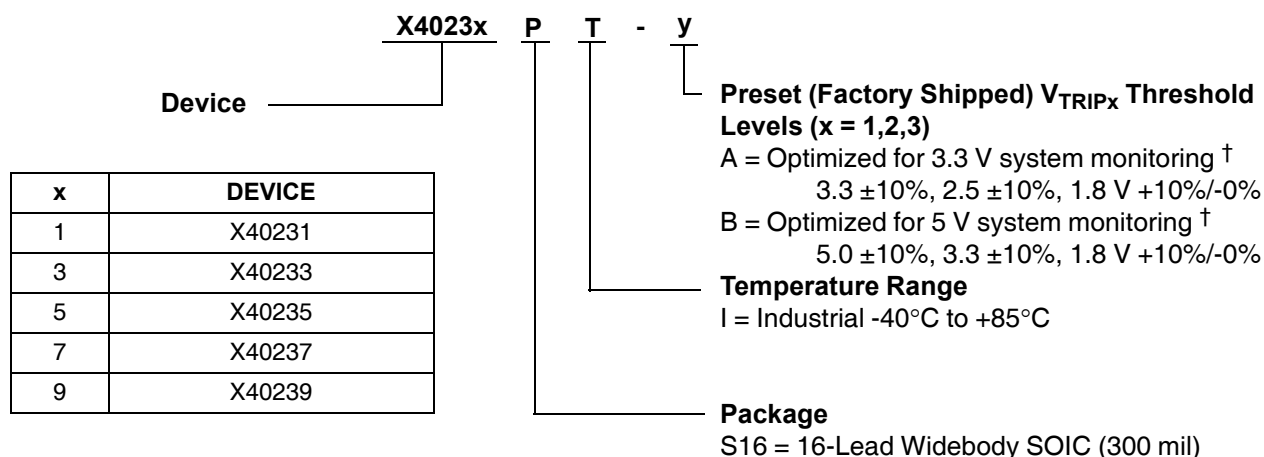 X4023x P T - y
Device
Preset (Factory Shipped) VTRIPx Threshold
Levels (x = 1,2,3)
A = Optimized for 3.3 V system monitoring †
3.3 ±10%, 2.5 ±10%, 1.8 V +10%/-0%
B = Optimized for 5 V system monitoring †
5.0 ±10%, 3.3 ±10%, 1.8 V +10%/-0%
Temperature Range
I = Industrial -40°C to +85°C
Package
S16 = 16-Lead Widebody SOIC (300 mil)
x DEVICE
1 X40231
3 X40233
5 X40235
7 X40237
9 X40239